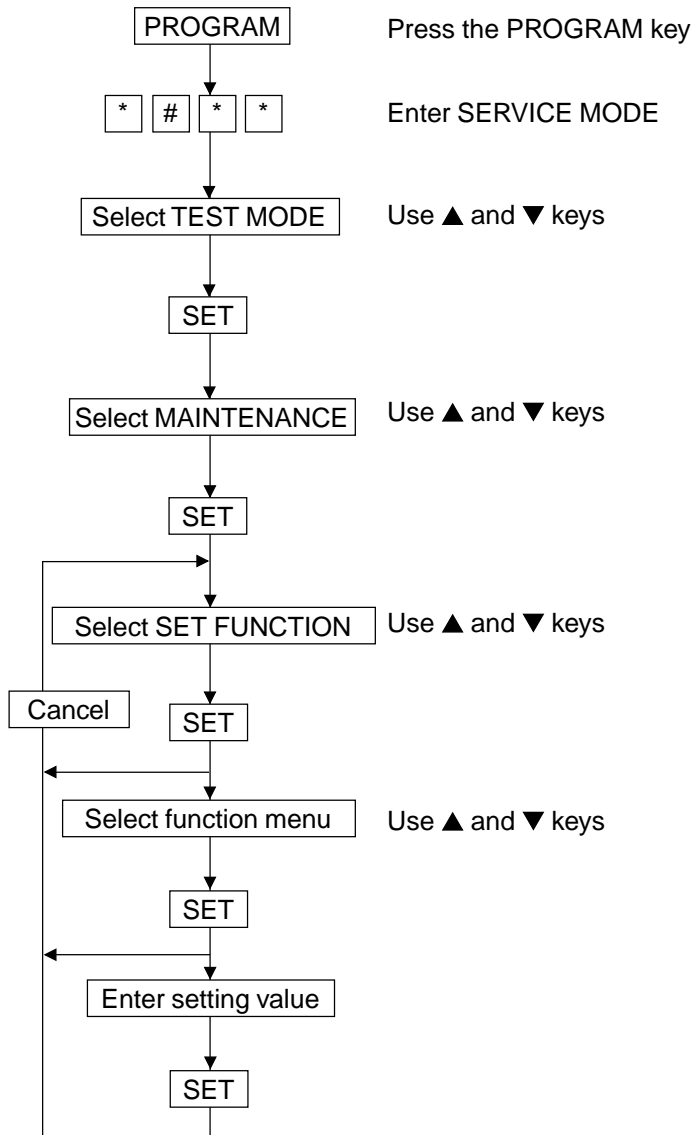 PROGRAM Press the PROGRAM key
* # * * Enter SERVICE MODE
Select TEST MODE Use ▲ and ▼ keys
SET
Select MAINTENANCE Use ▲ and ▼ keys
SET
Select SET FUNCTION Use ▲ and ▼ keys
Cancel
SET
Select function menu Use ▲ and ▼ keys
SET
Enter setting value
SET